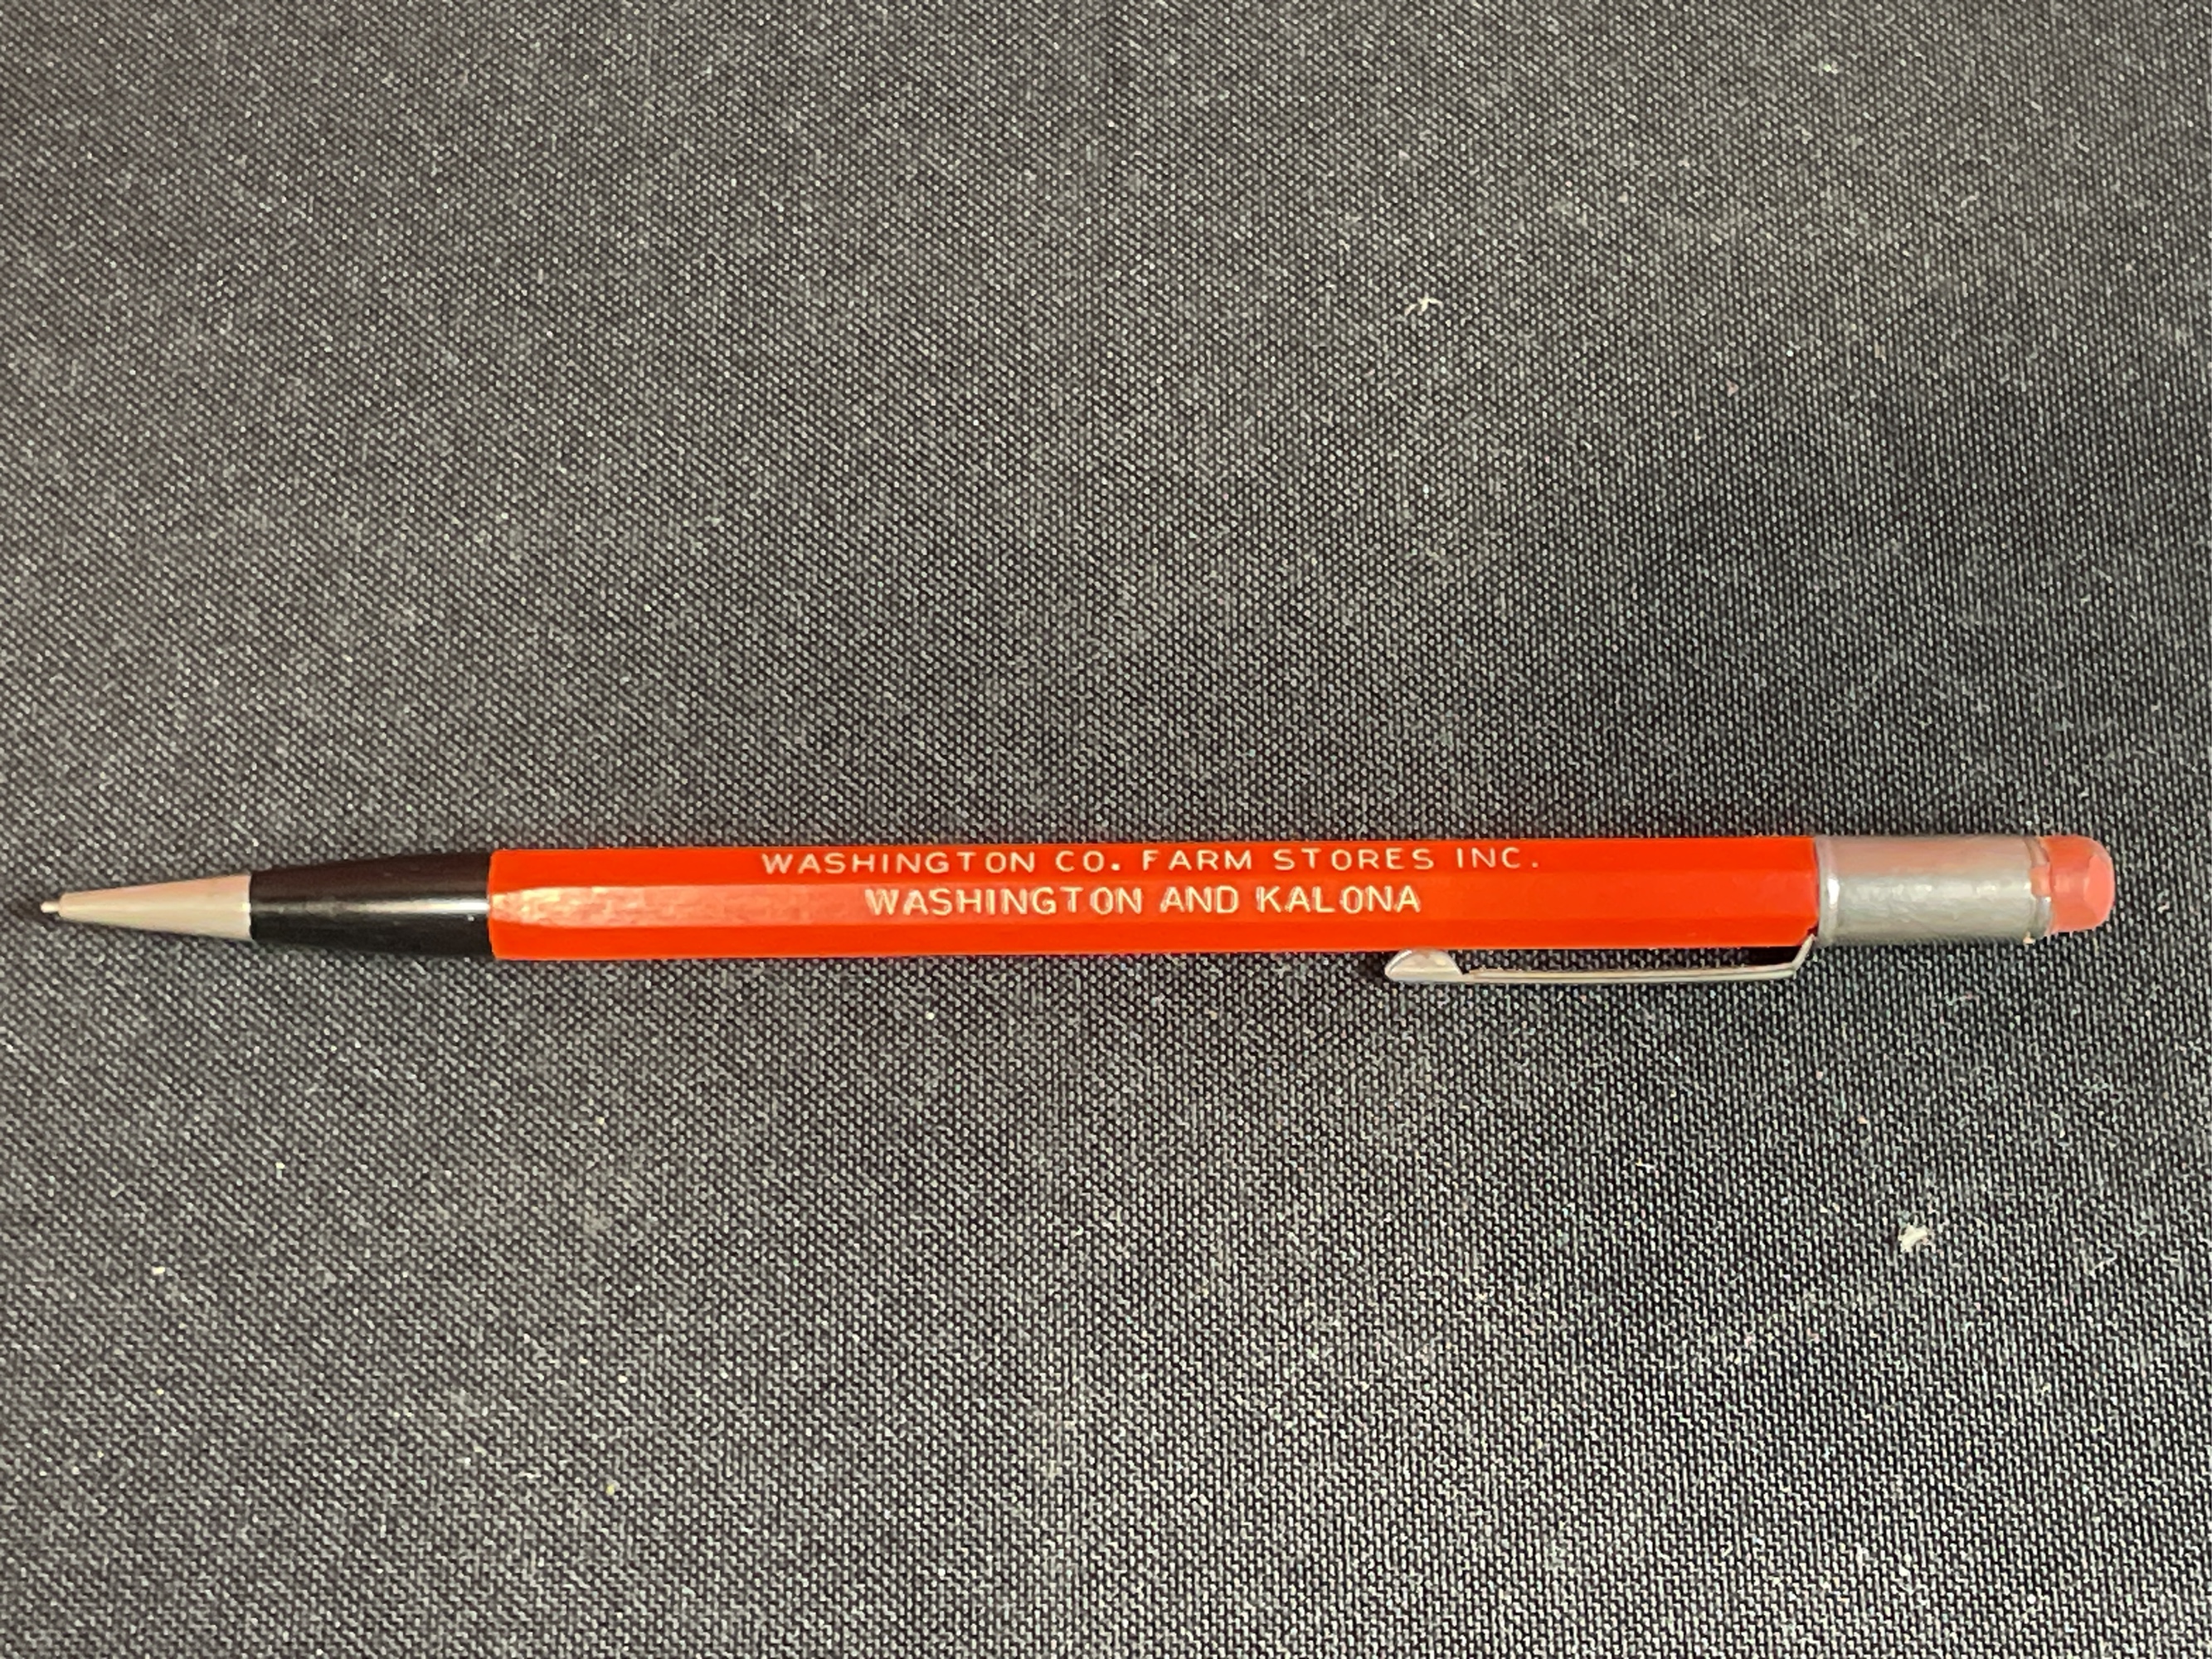 WASHINGTON CO. FARM STORES INC.
WASHINGTON AND KALONA